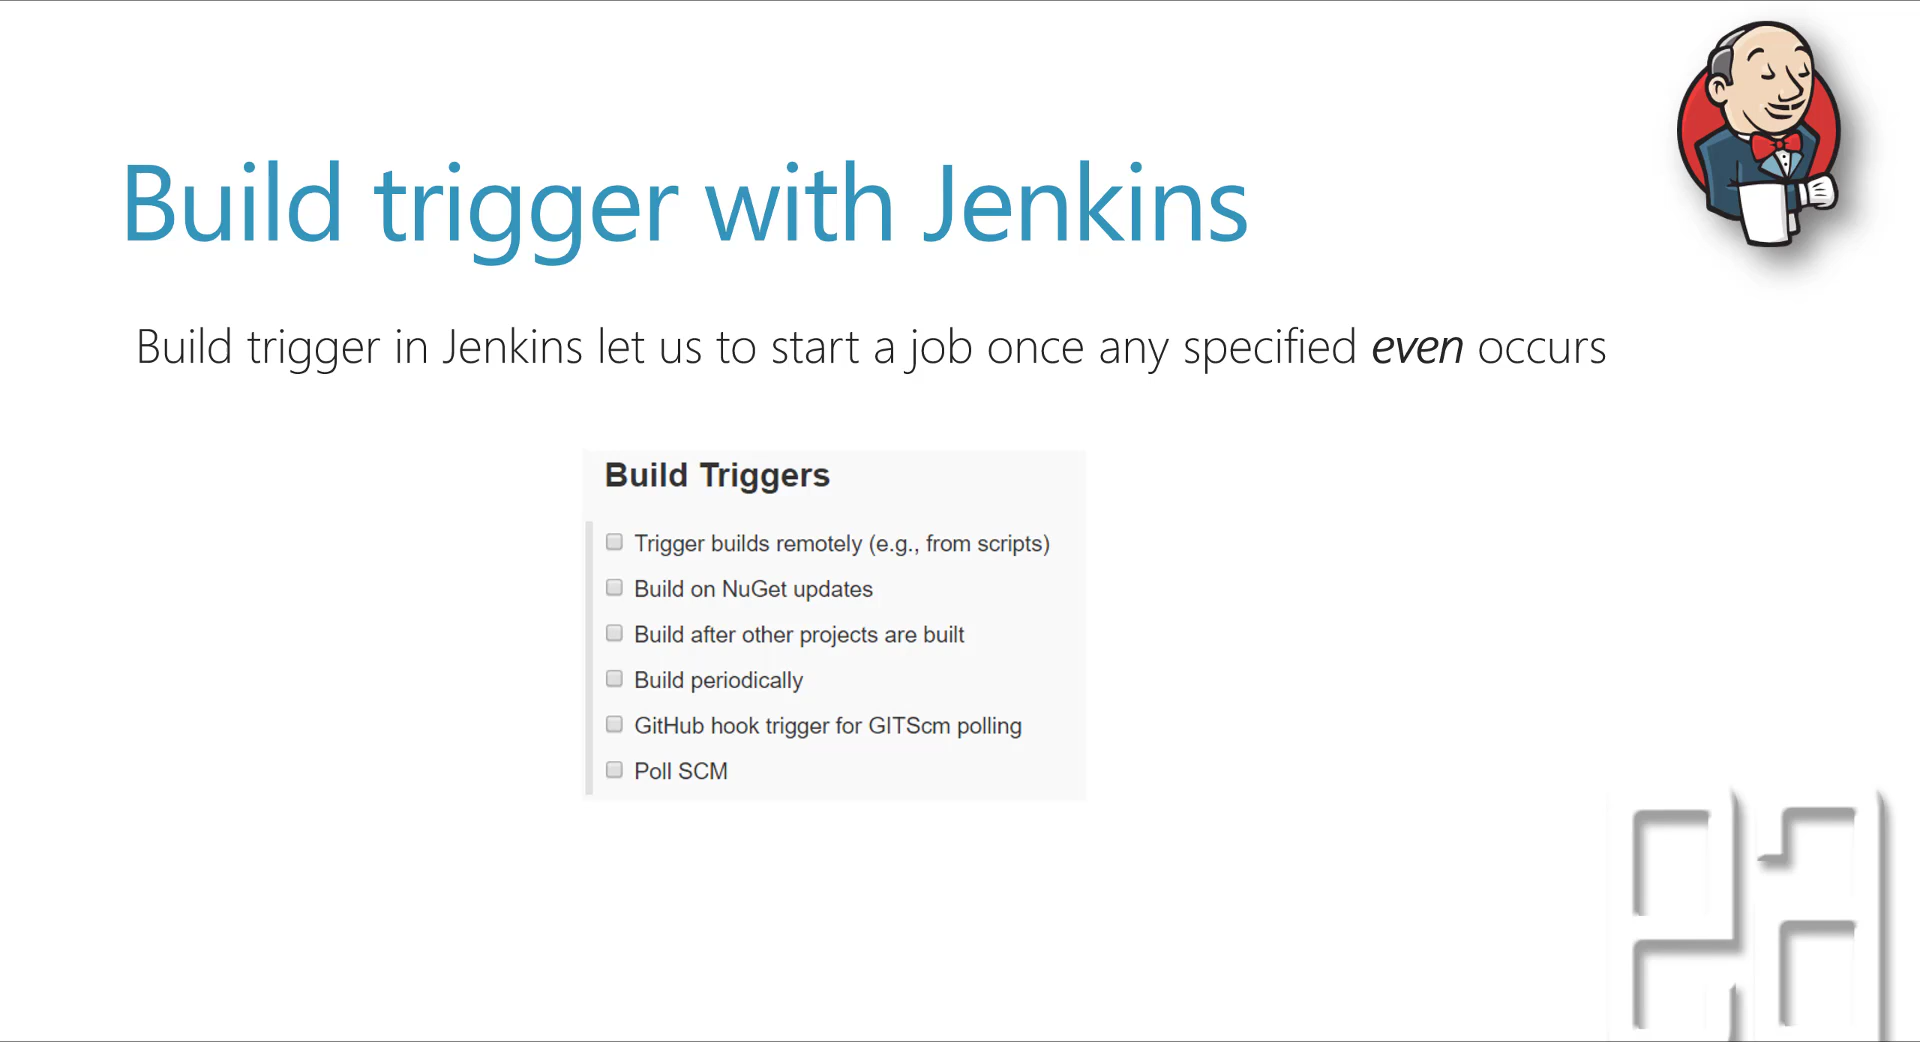 Build trigger with Jenkins
Build trigger in Jenkins let us to start a job once any specified even occurs
Build Triggers
Trigger builds remotely (e.g., from scripts)
Build on NuGet updates
Build after other projects are built
Build periodically
GitHub hook trigger for GITScm polling
Poll SCM